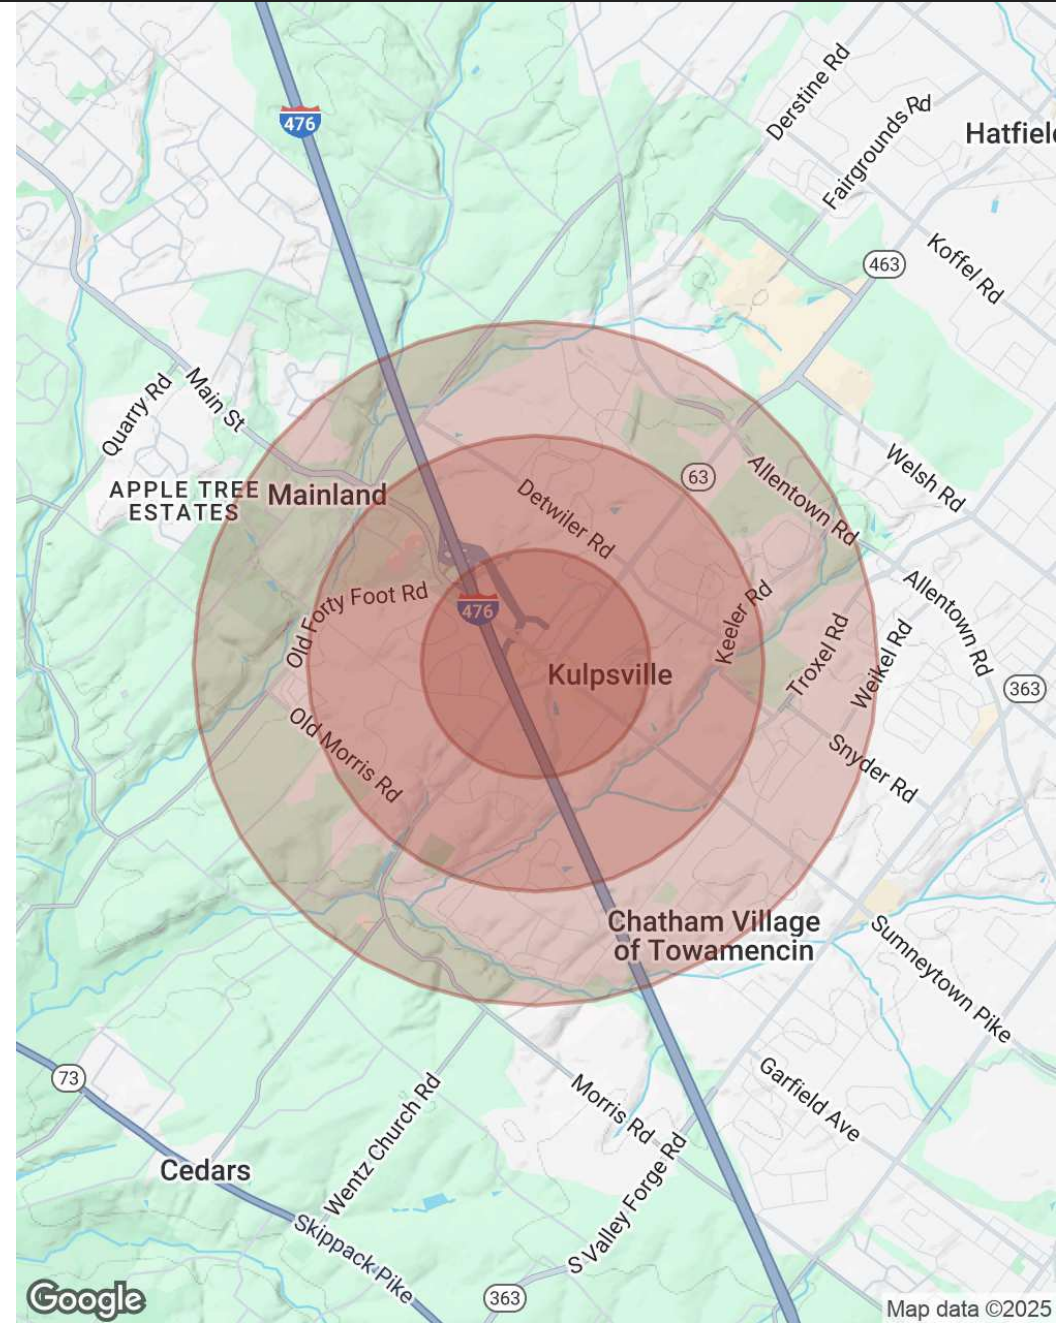 476
Derstine Rd
Fairgrounds Rd
Hatfiel
463
Koffel Rd
Quarry Rd
Main St
APPLE TREE
ESTATES
Mainland
63
Allentown Rd
Welsh Rd
Detwiler Rd
Old Forty Foot Rd
476
Keeler Rd
Troxel Rd
Weikel Rd
Allentown Rd
Kulpsville
363
Old Morris Rd
Snyder Rd
Chatham Village
of Towamencin
Sumneytown Pike
73
Garfield Ave
Morris Rd
Wentz Church Rd
Cedars
S Valley Forge Rd
Skippack Pike
363
Google
Map data ©2025